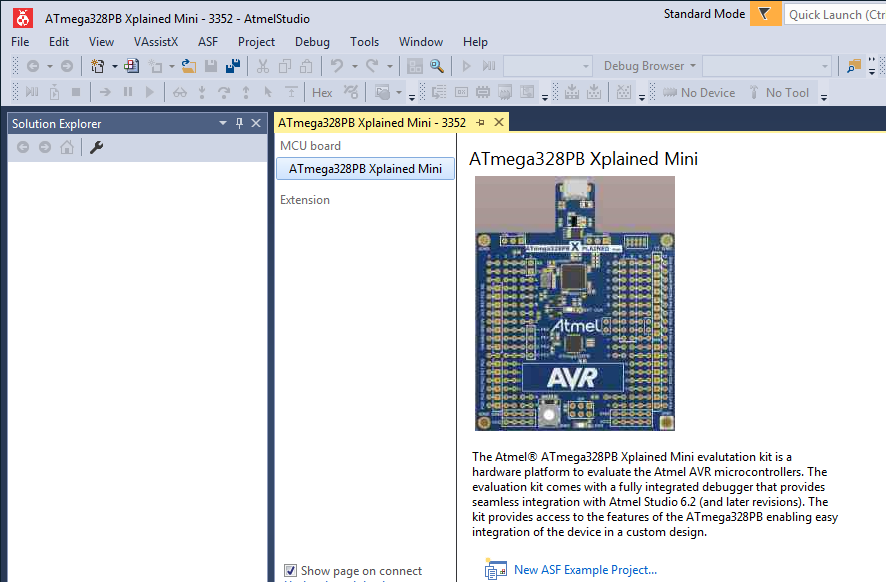 ATmega328PB Xplained Mini - 3352 - AtmelStudio
Standard Mode
Quick Launch (Ctr
File Edit View VAssistX ASF Project Debug Tools Window Help
Debug Browser
Hex
No Device
No Tool
Solution Explorer
ATmega328PB Xplained Mini - 3352
MCU board
ATmega328PB Xplained Mini
Extension
ATmega328PB Xplained Mini
ATmega328PB X PLAINED
Atmel
AVR
The Atmel® ATmega328PB Xplained Mini evalutation kit is a
hardware platform to evaluate the Atmel AVR microcontrollers. The
evaluation kit comes with a fully integrated debugger that provides
seamless integration with Atmel Studio 6.2 (and later revisions). The
kit provides access to the features of the ATmega328PB enabling easy
integration of the device in a custom design.
Show page on connect
New ASF Example Project...